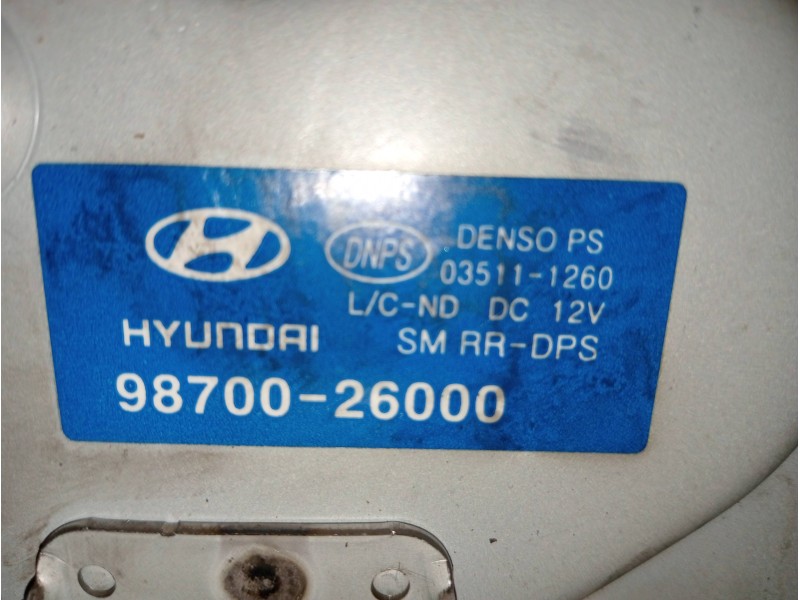 DENSO PS
DNPS
03511-1260
L/C-ND DC 12V
HYUNDAI
SM RR-DPS
98700-26000